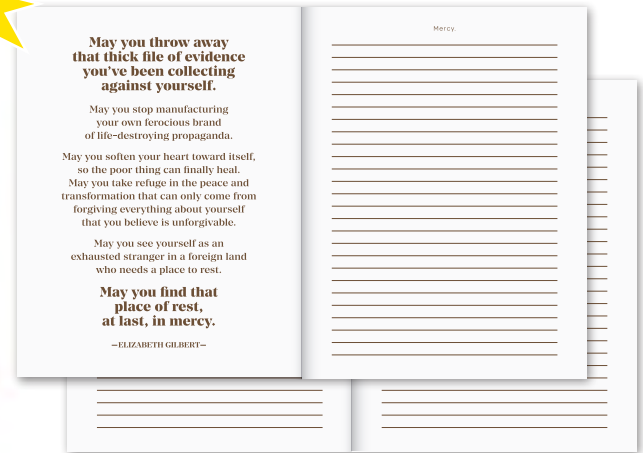 May you throw away
that thick file of evidence
you've been collecting
against yourself.
May you stop manufacturing
your own ferocious brand
of life-destroying propaganda.
May you soften your heart toward itself,
so the poor thing can finally heal.
May you take refuge in the peace and
transformation that can only come from
forgiving everything about yourself
that you believe is unforgivable.
May you see yourself as an
exhausted stranger in a foreign land
who needs a place to rest.
May you find that
place of rest,
at last, in mercy.
—ELIZABETH GILBERT—
Mercy.